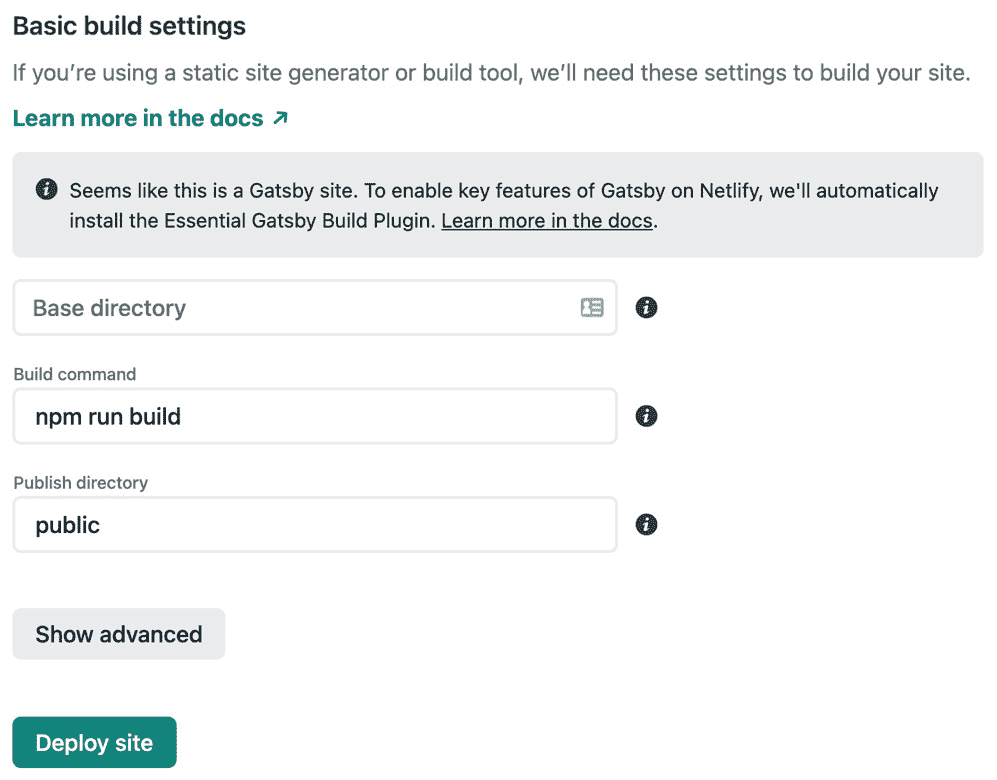 Basic build settings
If you’re using a static site generator or build tool, we’ll need these settings to build your site.
Learn more in the docs ↗
Seems like this is a Gatsby site. To enable key features of Gatsby on Netlify, we'll automatically
install the Essential Gatsby Build Plugin. Learn more in the docs.
Base directory
Build command
npm run build
Publish directory
public
Show advanced
Deploy site